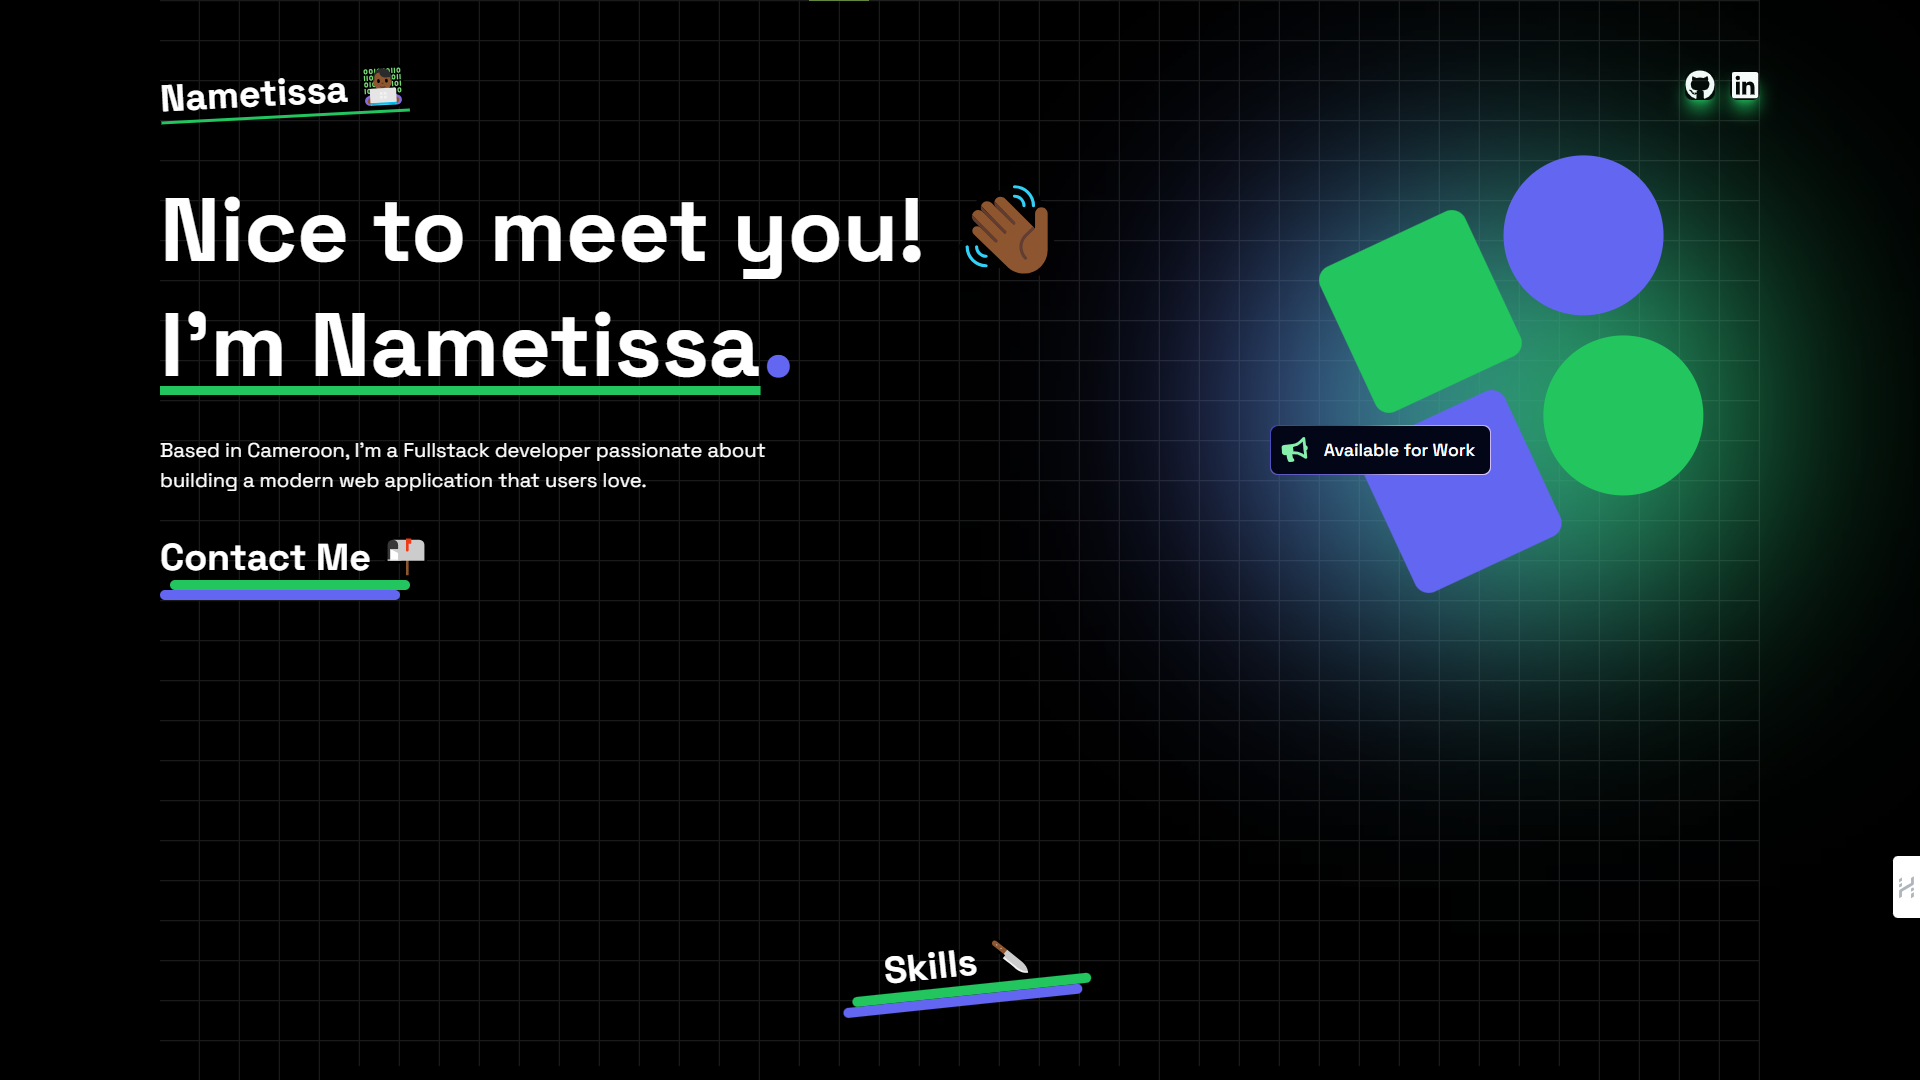 Nametissa
Nice to meet you!
I'm Nametissa.
Based in Cameroon, I'm a Fullstack developer passionate about
building a modern web application that users love.
Available for Work
Contact Me
Skills